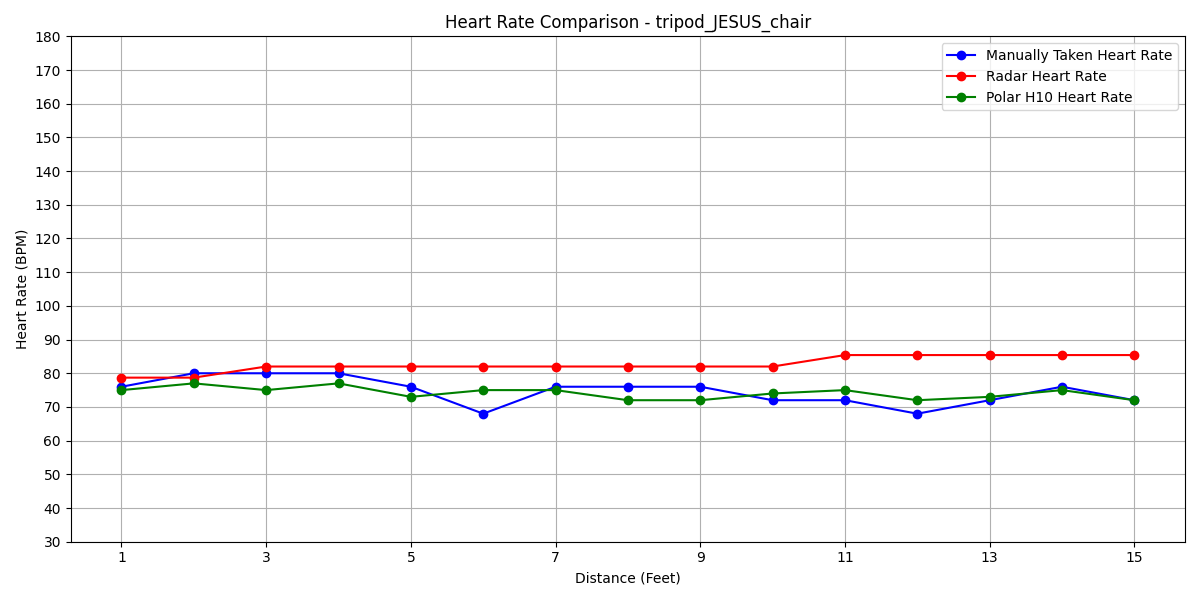 Heart Rate Comparison - tripod_JESUS_chair
Manually Taken Heart Rate
Radar Heart Rate
Polar H10 Heart Rate
Heart Rate (BPM)
180
170
160
150
140
130
120
110
100
90
80
70
60
50
40
30
1 3 5 7 9 11 13 15
Distance (Feet)